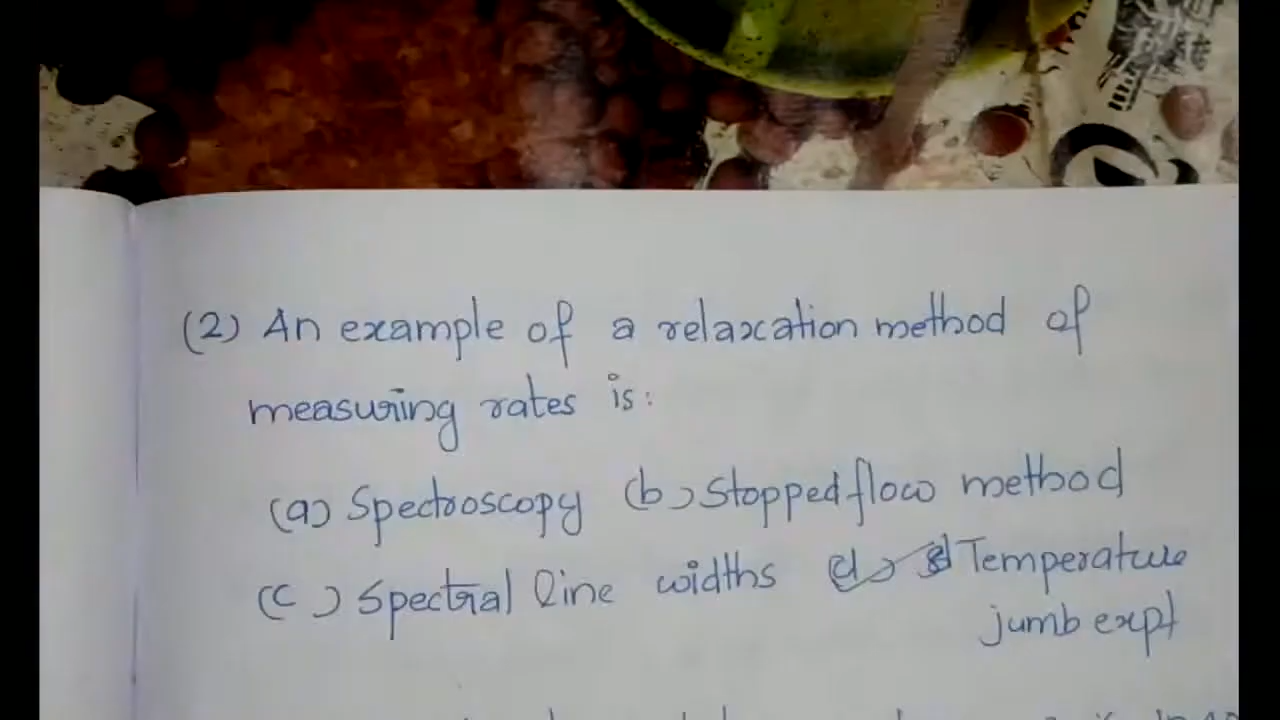 (2) An example of a relaxation method of
measuring rates is:
(a) Spectroscopy (b) Stopped flow method
(c) Spectral line widths (d) Temperature
jumb expt